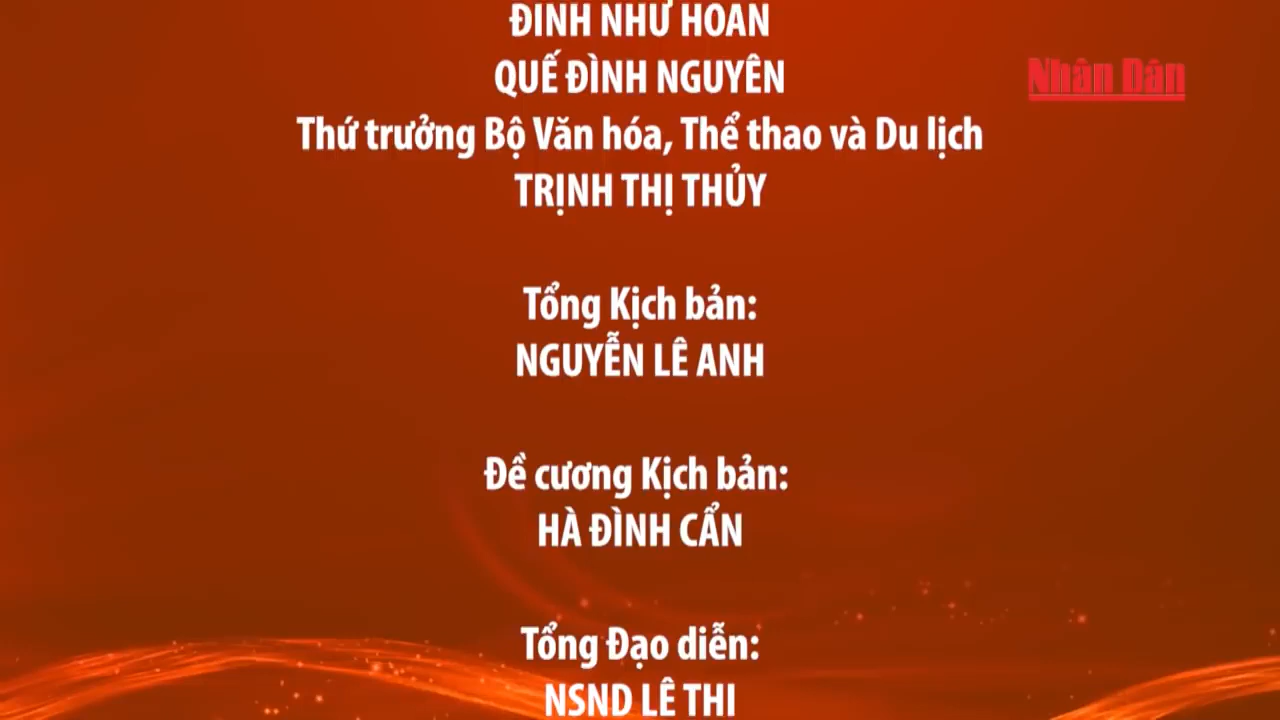 ĐINH NHƯ HOAN
QUẾ ĐÌNH NGUYÊN
Nhân Dân
Thứ trưởng Bộ Văn hóa, Thể thao và Du lịch
TRỊNH THỊ THỦY
Tổng Kịch bản:
NGUYỄN LÊ ANH
Đề cương Kịch bản:
HÀ ĐÌNH CẨN
Tổng Đạo diễn:
NSND LÊ THI